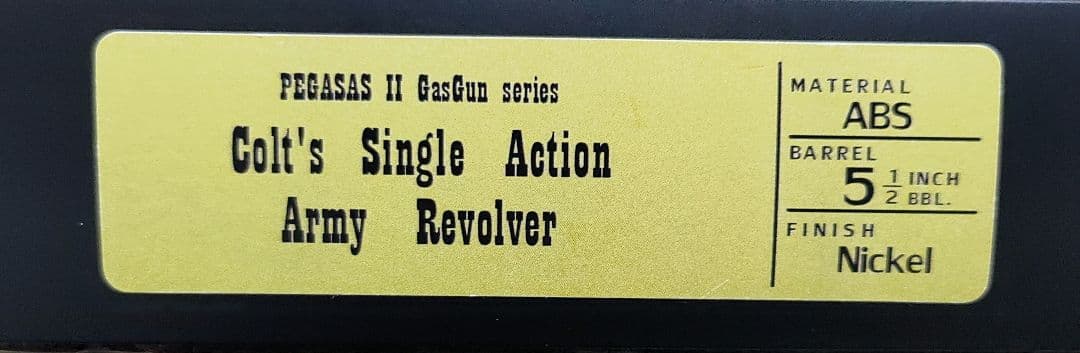 PEGASAS II GasGun series
Colt's Single Action
Army Revolver
MATERIAL
ABS
BARREL
5 1/2 INCH BBL.
FINISH
Nickel